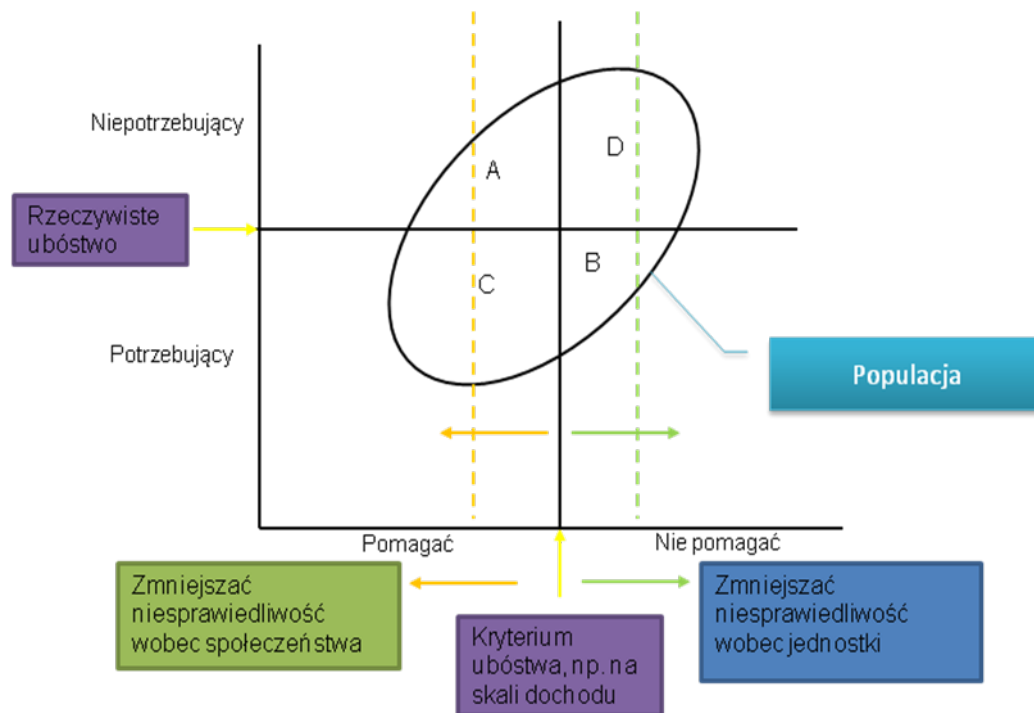 Niepotrzebujący
A
D
Rzeczywiste
ubóstwo
C
B
Potrzebujący
Populacja
Pomagać
Nie pomagać
Zmniejszać
niesprawiedliwość
wobec społeczeństwa
Kryterium
ubóstwa, np. na
skali dochodu
Zmniejszać
niesprawiedliwość
wobec jednostki